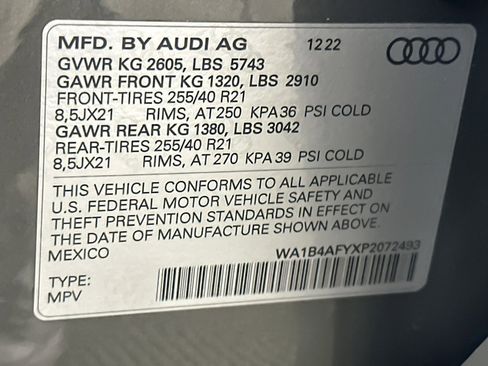 MFD. BY AUDI AG 12 22
GVWR KG 2605, LBS 5743
GAWR FRONT KG 1320, LBS 2910
FRONT-TIRES 255/40 R21
8,5JX21 RIMS, AT 250 KPA 36 PSI COLD
GAWR REAR KG 1380, LBS 3042
REAR-TIRES 255/40 R21
8,5JX21 RIMS, AT 270 KPA 39 PSI COLD
THIS VEHICLE CONFORMS TO ALL APPLICABLE
U.S. FEDERAL MOTOR VEHICLE SAFETY AND
THEFT PREVENTION STANDARDS IN EFFECT ON
THE DATE OF MANUFACTURE SHOWN ABOVE.
MEXICO WA1B4AFYXP2072493
TYPE:
MPV